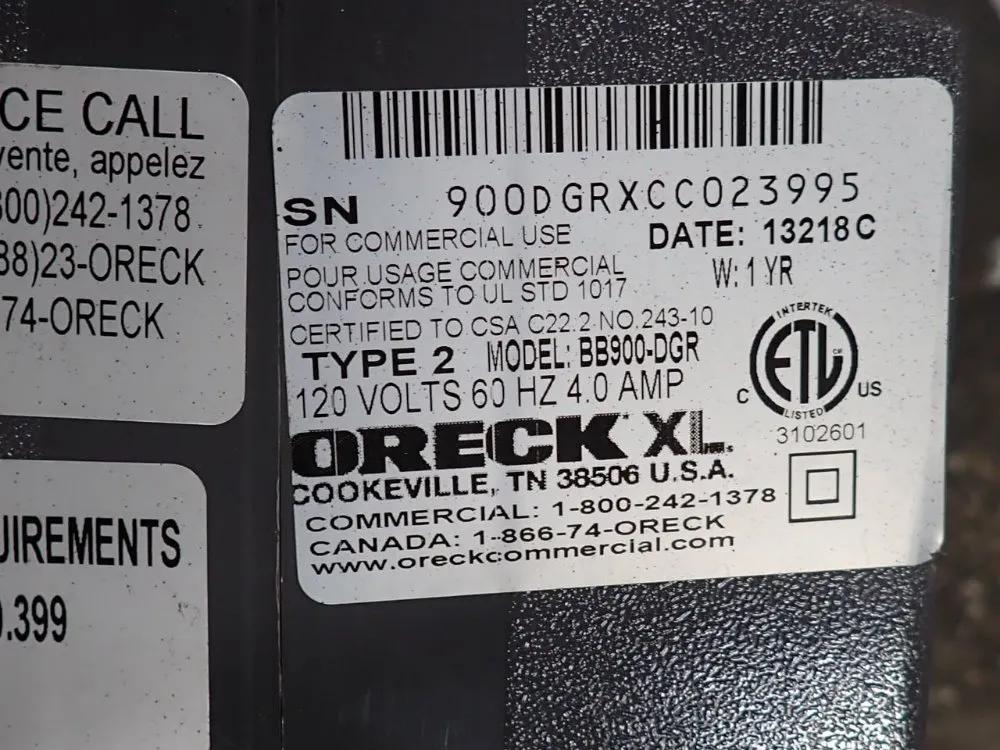 CE CALL
vente, appelez
800)242-1378
88)23-ORECK
74-ORECK
UIREMENTS
0.399
SN 900DGRXCC023995
FOR COMMERCIAL USE
DATE: 13218C
POUR USAGE COMMERCIAL
W: 1 YR
CONFORMS TO UL STD 1017
CERTIFIED TO CSA C22.2 NO.243-10
TYPE 2 MODEL: BB900-DGR
120 VOLTS 60 HZ 4.0 AMP
INTERTEK
ETL CM
C US
LISTED
3102601
ORECK XL.
COOKEVILLE, TN 38506 U.S.A.
COMMERCIAL: 1-800-242-1378
CANADA: 1-866-74-ORECK
www.oreckcommercial.com